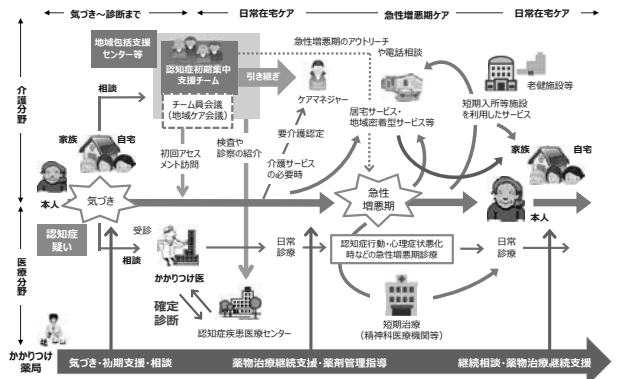 気づき～診断まで
日常在宅ケア
急性増悪期ケア
日常在宅ケア
介護分野
医療分野
地域包括支援
センター等
認知症初期集中
支援チーム
引き継ぎ
急性増悪期のアウトリーチ
や電話相談
相談
チーム員会議
(地域ケア会議)
ケアマネジャー
老健施設等
短期入所等施設
を利用したサービス
居宅サービス・
地域密着型サービス等
家族
自宅
要介護認定
初回アセス
メント訪問
検査や
診察の紹介
介護サービス
の必要時
家族
自宅
本人
気づき
急性
増悪期
本人
認知症
疑い
受診
相談
かかりつけ医
日常
診療
認知症行動・心理症状悪化
時などの急性増悪期診療
日常
診療
確定
診断
認知症疾患医療センター
短期治療
(精神科医療機関等)
かかりつけ
薬局
気づき・初期支援・相談
薬物治療継続支援・薬剤管理指導
継続相談・薬物治療継続支援